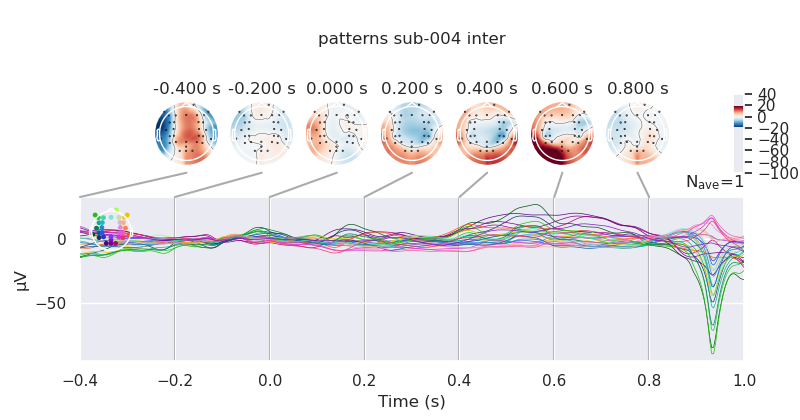 patterns sub-004 inter
-0.400 s -0.200 s 0.000 s 0.200 s 0.400 s 0.600 s 0.800 s
40
20
0
−20
−40
−60
−80
−100
Nave=1
0
−50
µV
−0.4 −0.2 0.0 0.2 0.4 0.6 0.8 1.0
Time (s)